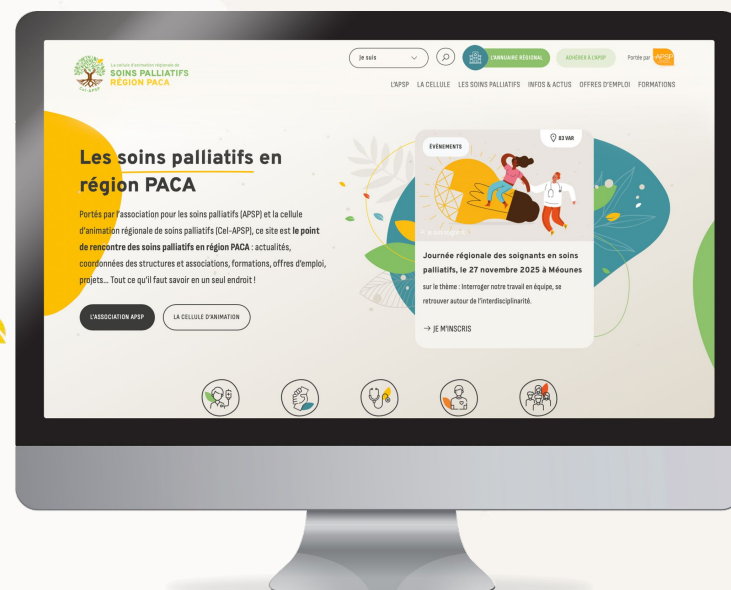 La cellule d'animation régionale de
SOINS PALLIATIFS
RÉGION PACA
Cel-APSP
Je suis
L'ANNUAIRE RÉGIONAL
ADHÉRER À L'APSP
Portée par
APSP
L'APSP LA CELLULE LES SOINS PALLIATIFS INFOS & ACTUS OFFRES D'EMPLOI FORMATIONS
Les soins palliatifs en
région PACA
Portés par l'association pour les soins palliatifs (APSP) et la cellule
d'animation régionale de soins palliatifs (Cel-APSP), ce site est le point
de rencontre des soins palliatifs en région PACA : actualités,
coordonnées des structures et associations, formations, offres d'emploi,
projets... Tout ce qu'il faut savoir en un seul endroit !
L'ASSOCIATION APSP
LA CELLULE D'ANIMATION
ÉVÉNEMENTS
83 VAR
Journée régionale des soignants en soins
palliatifs, le 27 novembre 2025 à Méounes
sur le thème : Interroger notre travail en équipe, se
retrouver autour de l'interdisciplinarité.
→ JE M'INSCRIS